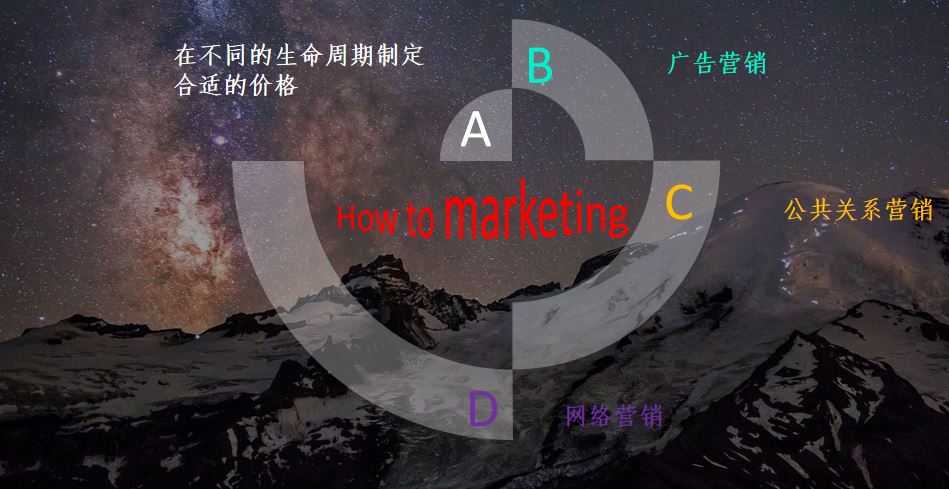 在不同的生命周期制定
合适的价格
B
广告营销
A
How to marketing
C
公共关系营销
D
网络营销